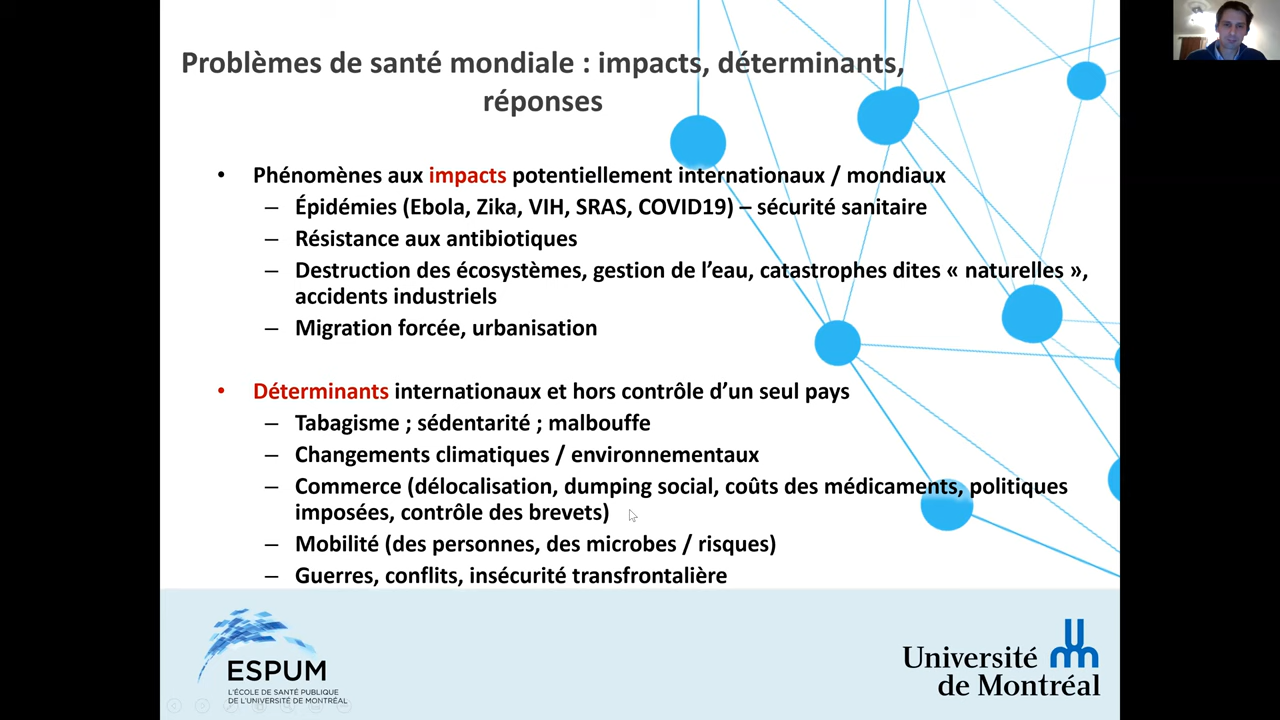 Problèmes de santé mondiale : impacts, déterminants,
réponses
• Phénomènes aux impacts potentiellement internationaux / mondiaux
– Épidémies (Ebola, Zika, VIH, SRAS, COVID19) – sécurité sanitaire
– Résistance aux antibiotiques
– Destruction des écosystèmes, gestion de l'eau, catastrophes dites « naturelles »,
accidents industriels
– Migration forcée, urbanisation
• Déterminants internationaux et hors contrôle d'un seul pays
– Tabagisme ; sédentarité ; malbouffe
– Changements climatiques / environnementaux
– Commerce (délocalisation, dumping social, coûts des médicaments, politiques
imposées, contrôle des brevets)
– Mobilité (des personnes, des microbes / risques)
– Guerres, conflits, insécurité transfrontalière
ESPUM
L'ÉCOLE DE SANTÉ PUBLIQUE
DE L'UNIVERSITÉ DE MONTRÉAL
Université
de Montréal